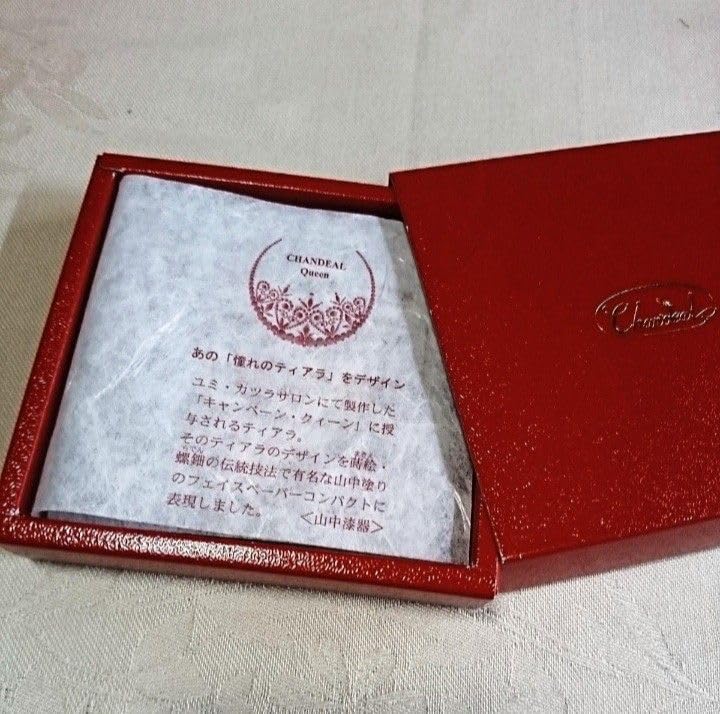 CHANDEAL
Queen
あの「憧れのティアラ」をデザイン
ユミ・カツラサロンにて製作した
「キャンペーン・クィーン」に授
与されるティアラ。
そのティアラのデザインを蒔絵・
螺鈿の伝統技法で有名な山中塗り
のフェイスペーパーコンパクトに
表現しました。 <山中漆器>
Chandeal